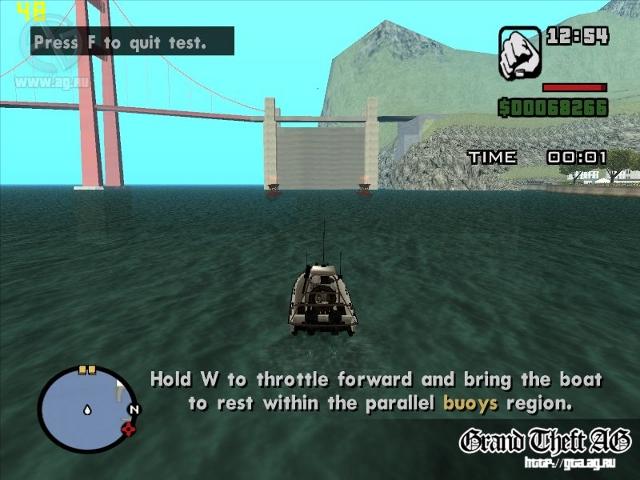 48
Press F to quit test.
www.ag.ru
12:54
$00068266
TIME 00:01
Hold W to throttle forward and bring the boat
to rest within the parallel buoys region.
N
Grand Theft AG
http://gta.ag.ru